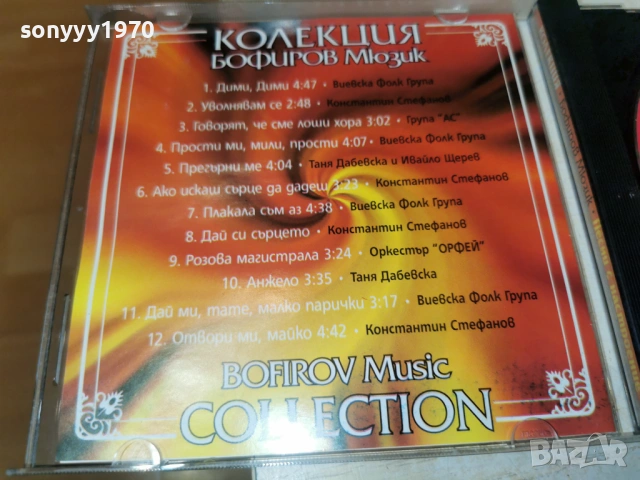 sonyyy1970
КОЛЕКЦИЯ
БОФИРОВ Мюзик
1. Дими, Дими 4:47 • Виевска Фолк Група
2. Уволнявам се 2:48 • Константин Стефанов
3. Говорят, че сме лоши хора 3:02 • Група "АС"
4. Прости ми, мили, прости 4:07 • Виевска Фолк Група
5. Прегърни ме 4:04 • Таня Дабевска и Ивайло Щерев
6. Ако искаш сърце да дадеш 3:23 • Константин Стефанов
7. Плакала съм аз 4:38 • Виевска Фолк Група
8. Дай си сърцето • Константин Стефанов
9. Розова магистрала 3:24 • Оркестър "ОРФЕЙ"
10. Анжело 3:35 • Таня Дабевска
11. Дай ми, тате, малко парички 3:17 • Виевска Фолк Група
12. Отвори ми, майко 4:42 • Константин Стефанов
BOFIROV Music
COLLECTION
BAZAR